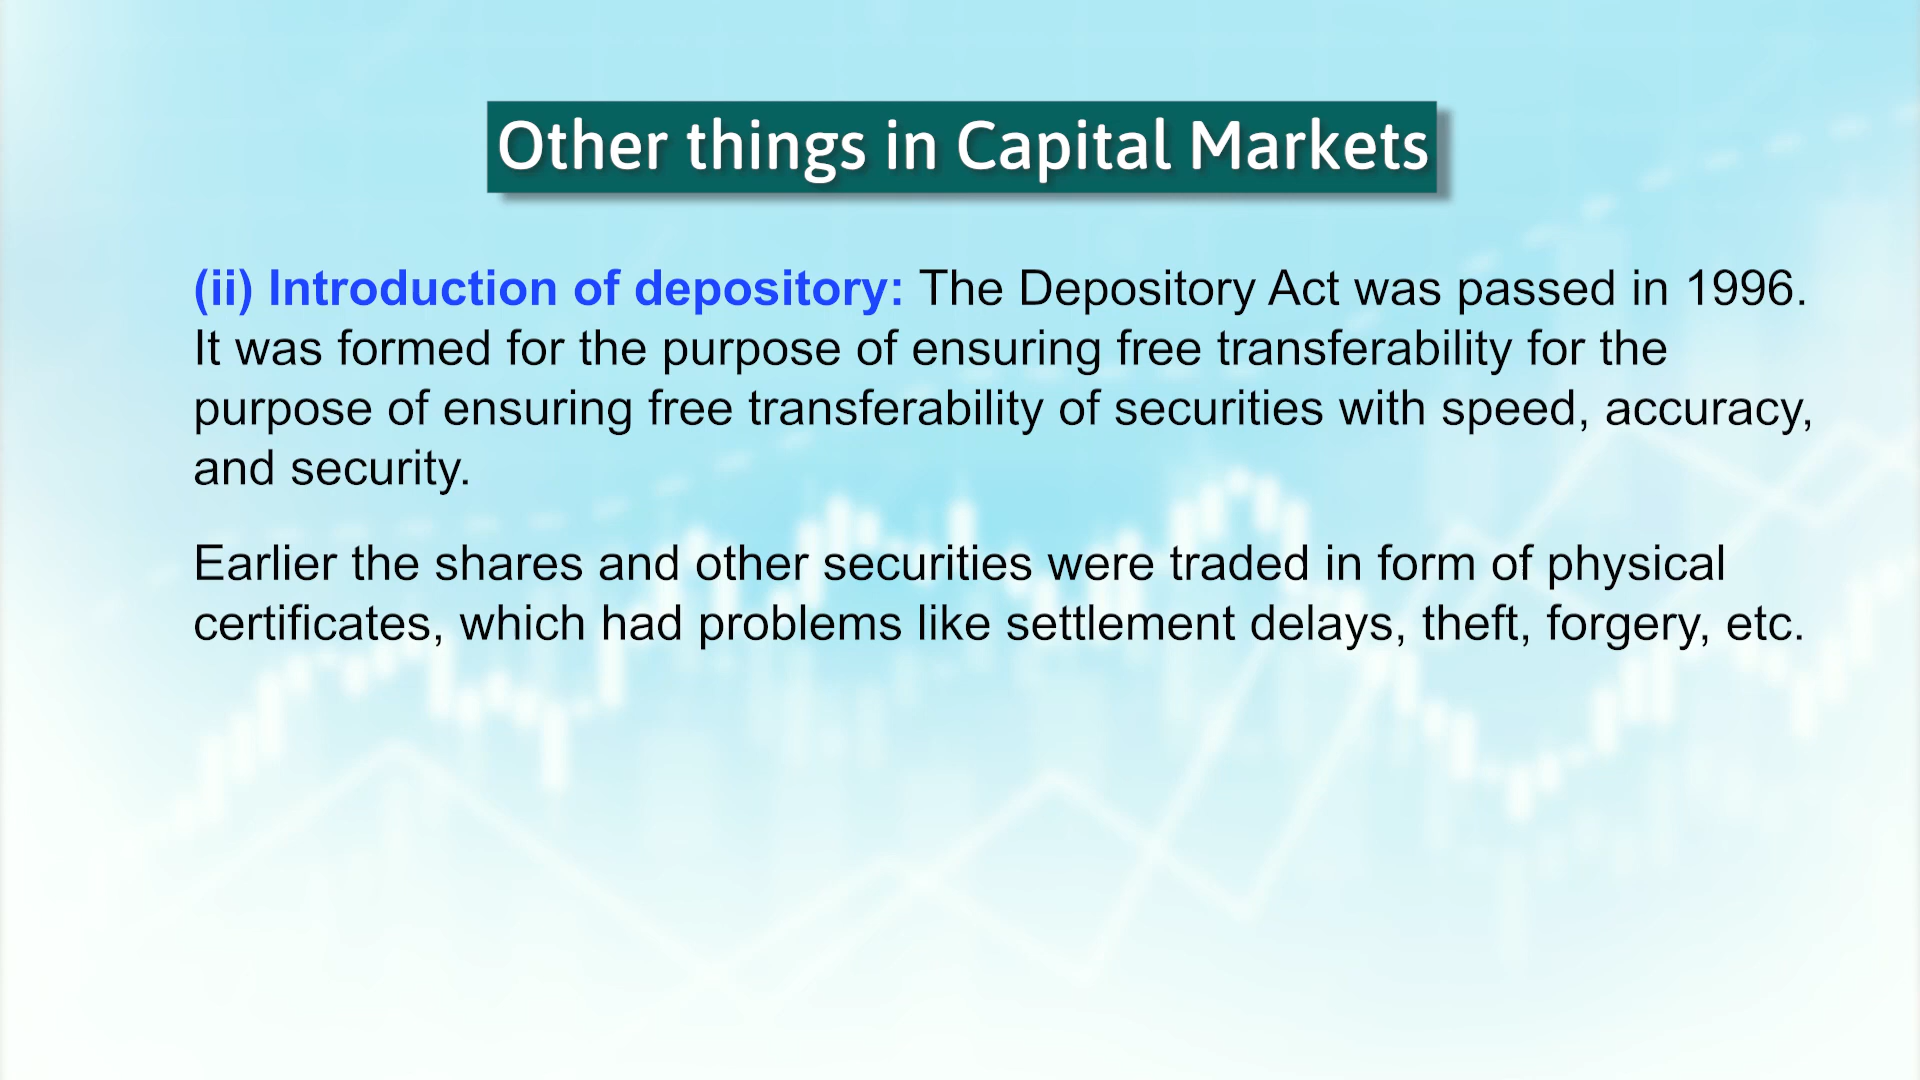 Other things in Capital Markets
(ii) Introduction of depository: The Depository Act was passed in 1996.
It was formed for the purpose of ensuring free transferability for the
purpose of ensuring free transferability of securities with speed, accuracy,
and security.
Earlier the shares and other securities were traded in form of physical
certificates, which had problems like settlement delays, theft, forgery, etc.